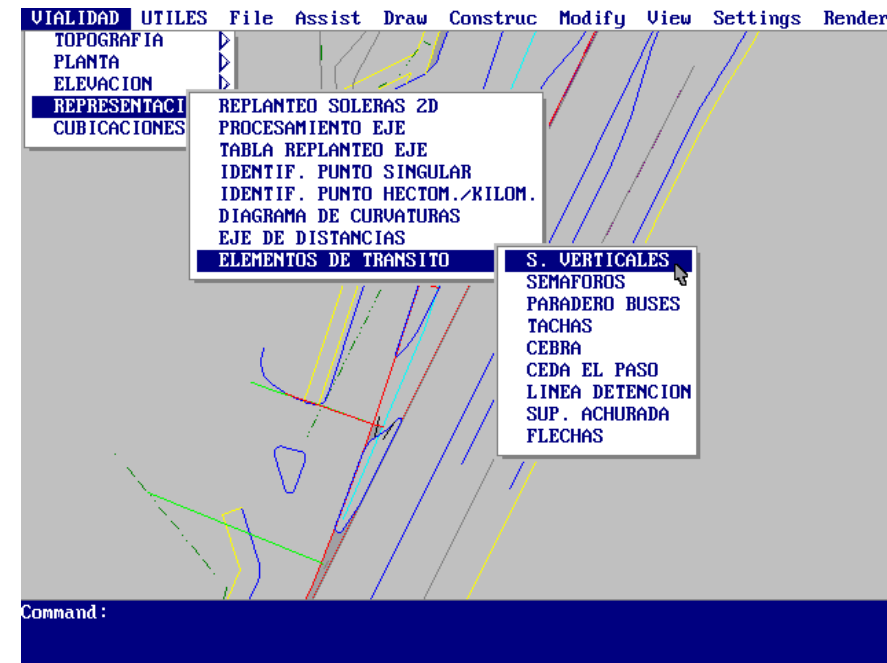 VIALIDAD UTILES File Assist Draw Construc Modify View Settings Render
TOPOGRAFIA
PLANTA
ELEVACION
REPRESENTACI
CUBICACIONES
REPLANTEO SOLERAS 2D
PROCESAMIENTO EJE
TABLA REPLANTEO EJE
IDENTIF. PUNTO SINGULAR
IDENTIF. PUNTO HECTOM./KILOM.
DIAGRAMA DE CURVATURAS
EJE DE DISTANCIAS
ELEMENTOS DE TRANSITO
S. VERTICALES
SEMAFOROS
PARADERO BUSES
TACHAS
CEBRA
CEDA EL PASO
LINEA DETENCION
SUP. ACHURADA
FLECHAS
Command: